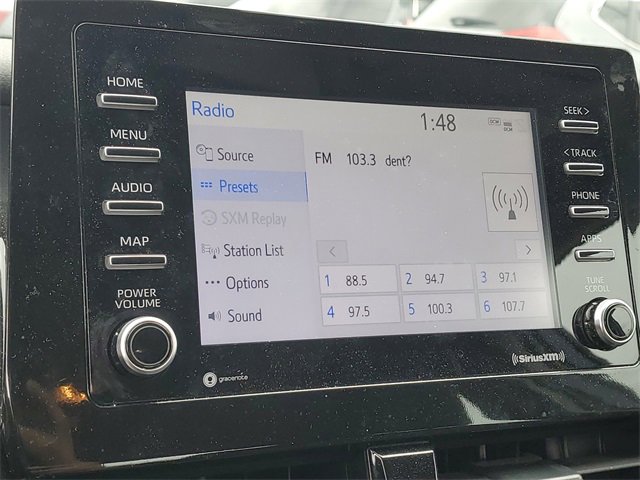 HOME
MENU
AUDIO
MAP
POWER
VOLUME
Radio
1:48
DCM
DCM
Source
Presets
SXM Replay
Station List
Options
Sound
FM 103.3 dent?
< >
1 88.5 2 94.7 3 97.1
4 97.5 5 100.3 6 107.7
SEEK >
< TRACK
PHONE
APPS
TUNE
SCROLL
gracenote
((SiriusXM))